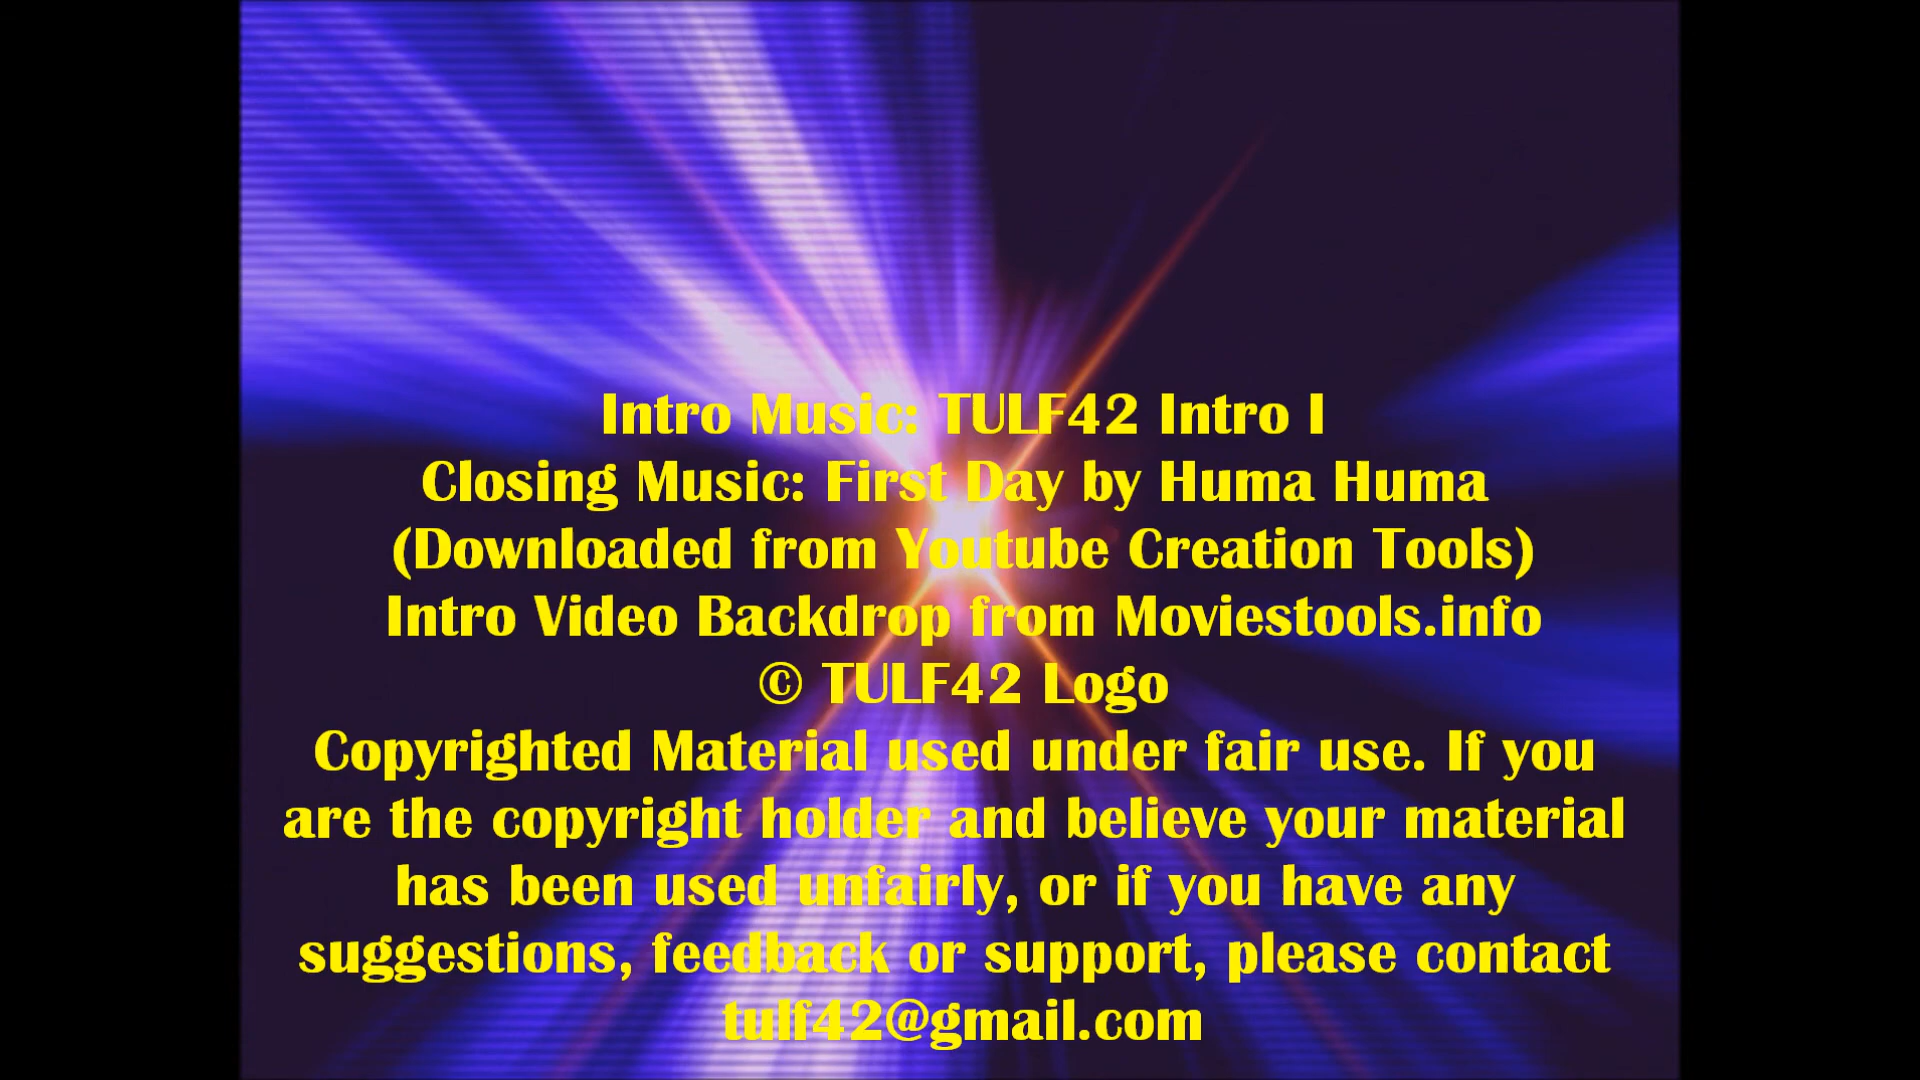 Intro Music: TULF42 Intro I
Closing Music: First Day by Huma Huma
(Downloaded from Youtube Creation Tools)
Intro Video Backdrop from Moviestools.info
© TULF42 Logo
Copyrighted Material used under fair use. If you
are the copyright holder and believe your material
has been used unfairly, or if you have any
suggestions, feedback or support, please contact
tulf42@gmail.com